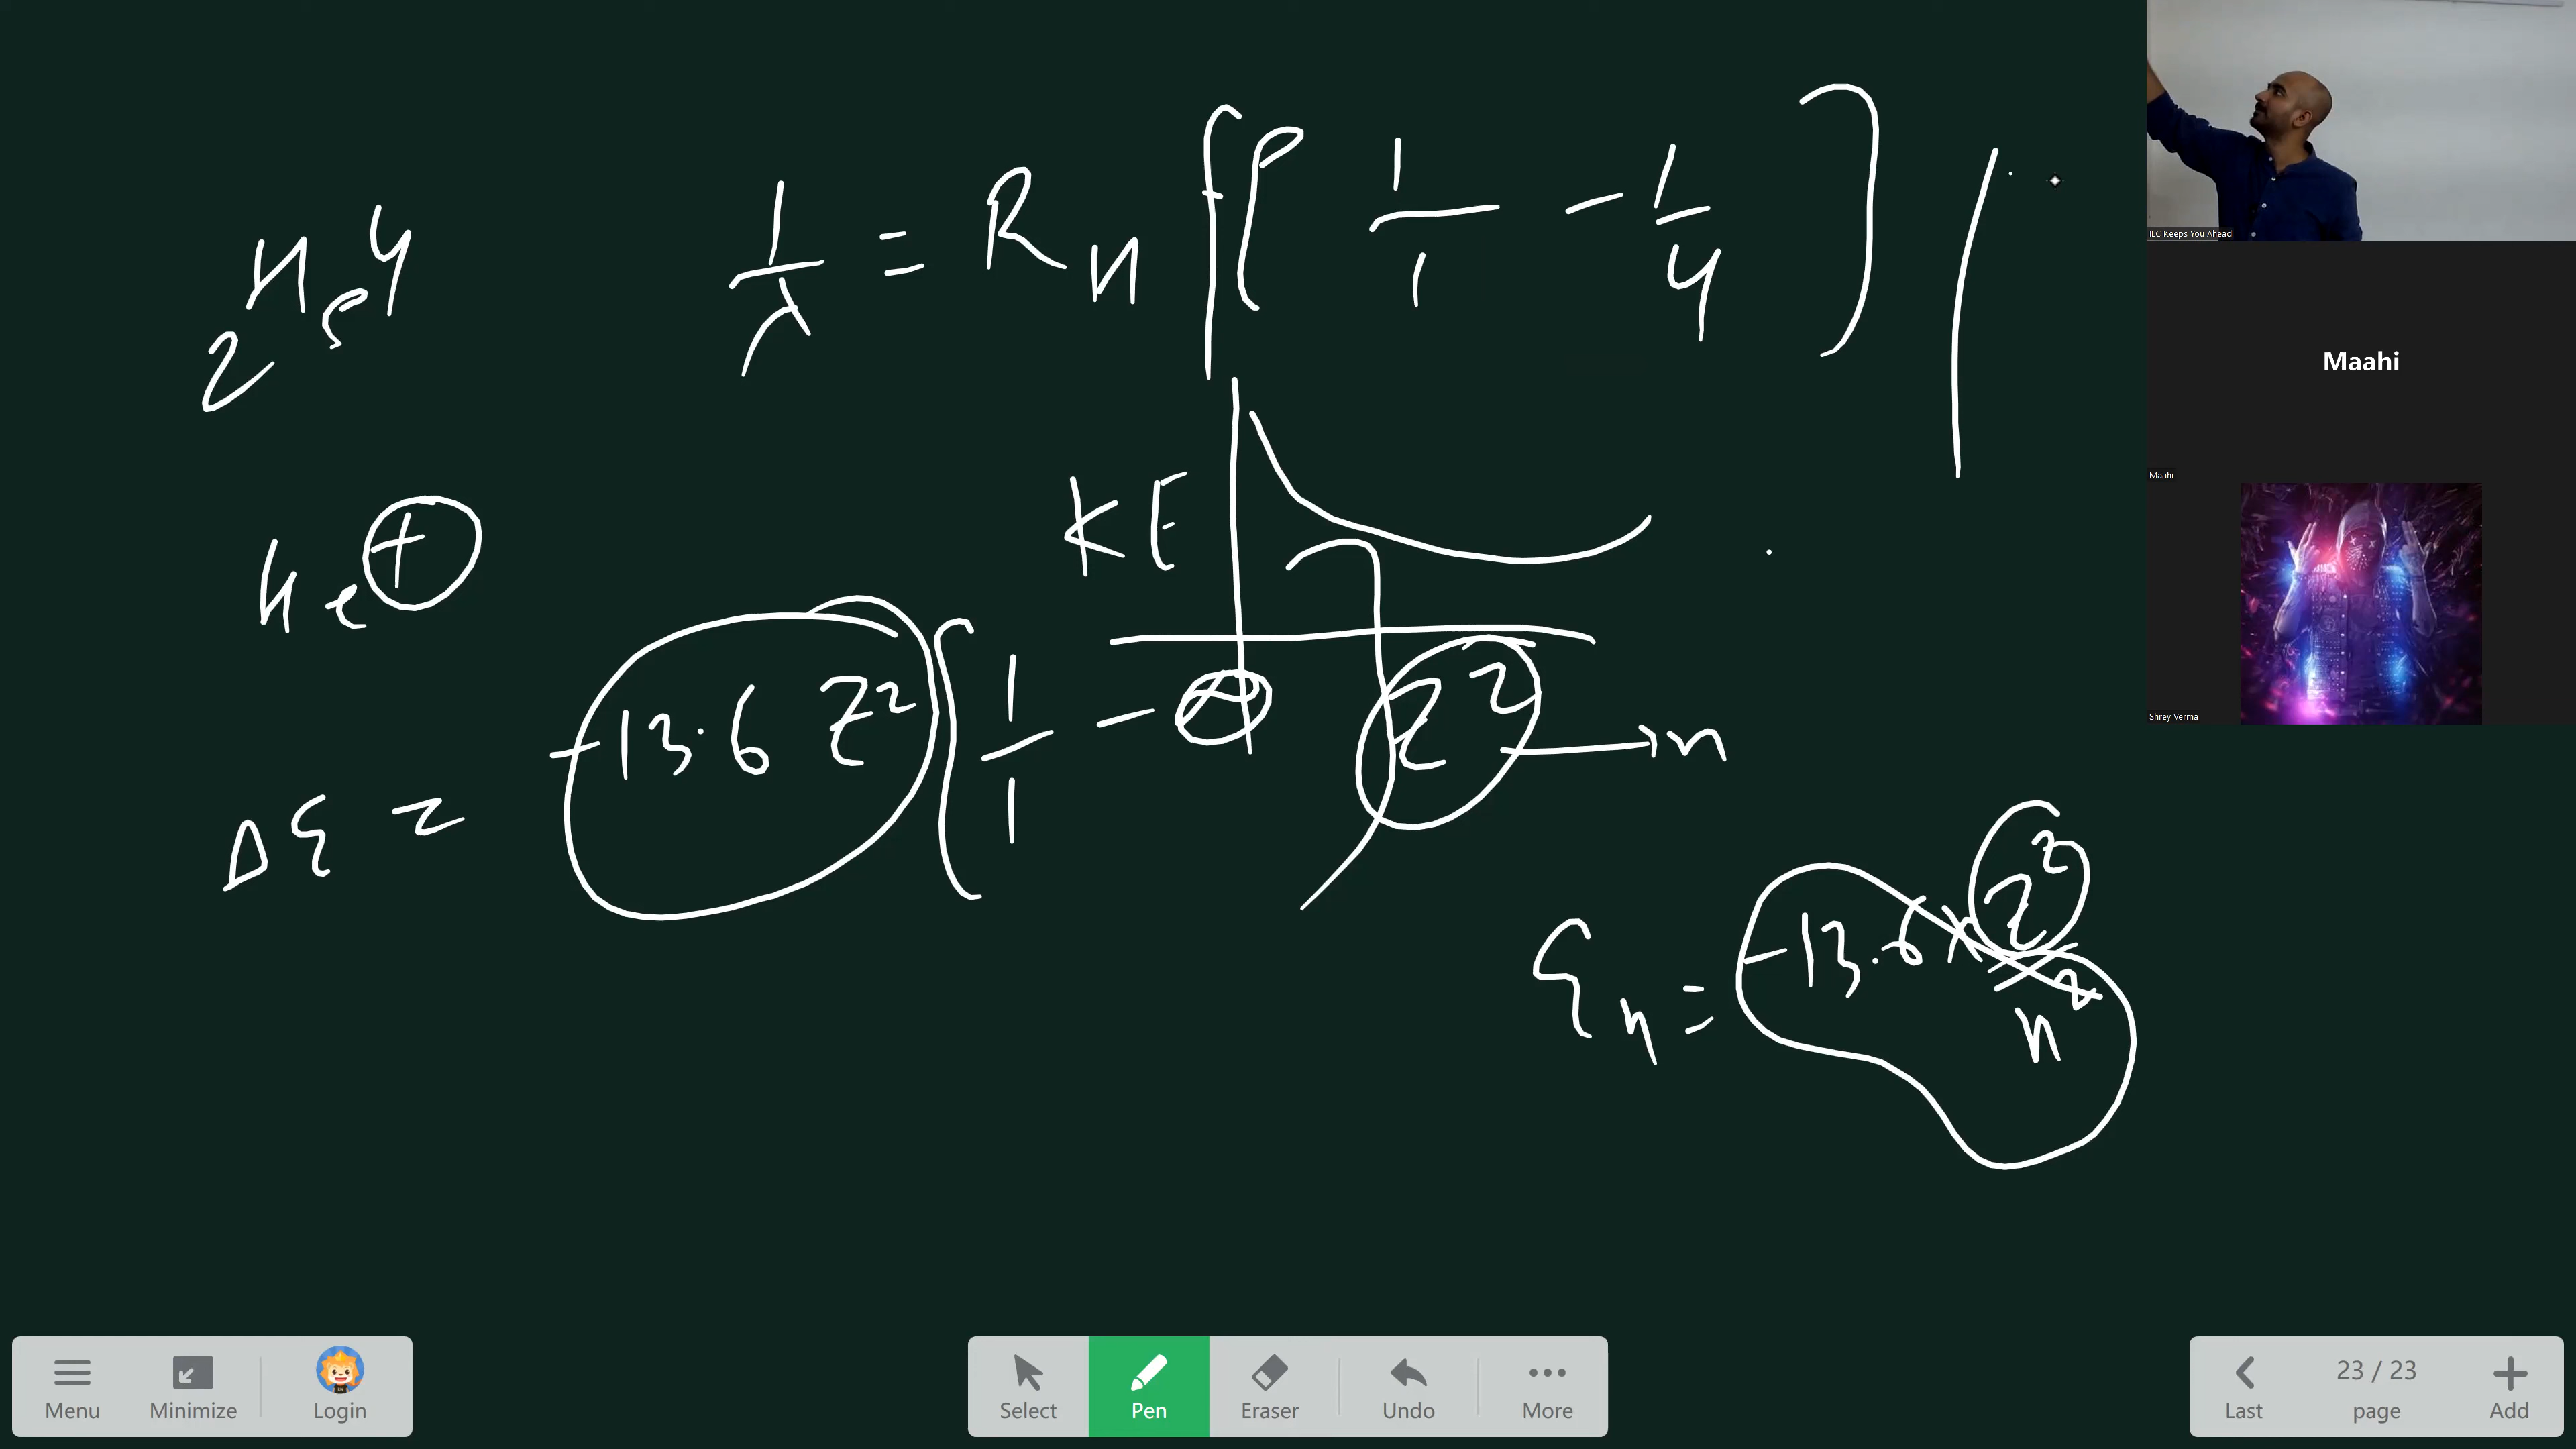 2He4
1/λ = RH [ 1/1 - 1/4 ]
ILC Keeps You Ahead
Maahi
Maahi
KE
He+
Shrey Verma
ΔE = -13.6 Z² [ 1/1 -
Z²
→ n
En = -13.6 x Z²/n²
Menu
Minimize
Login
Select
Pen
Eraser
Undo
More
Last
23 / 23
page
Add